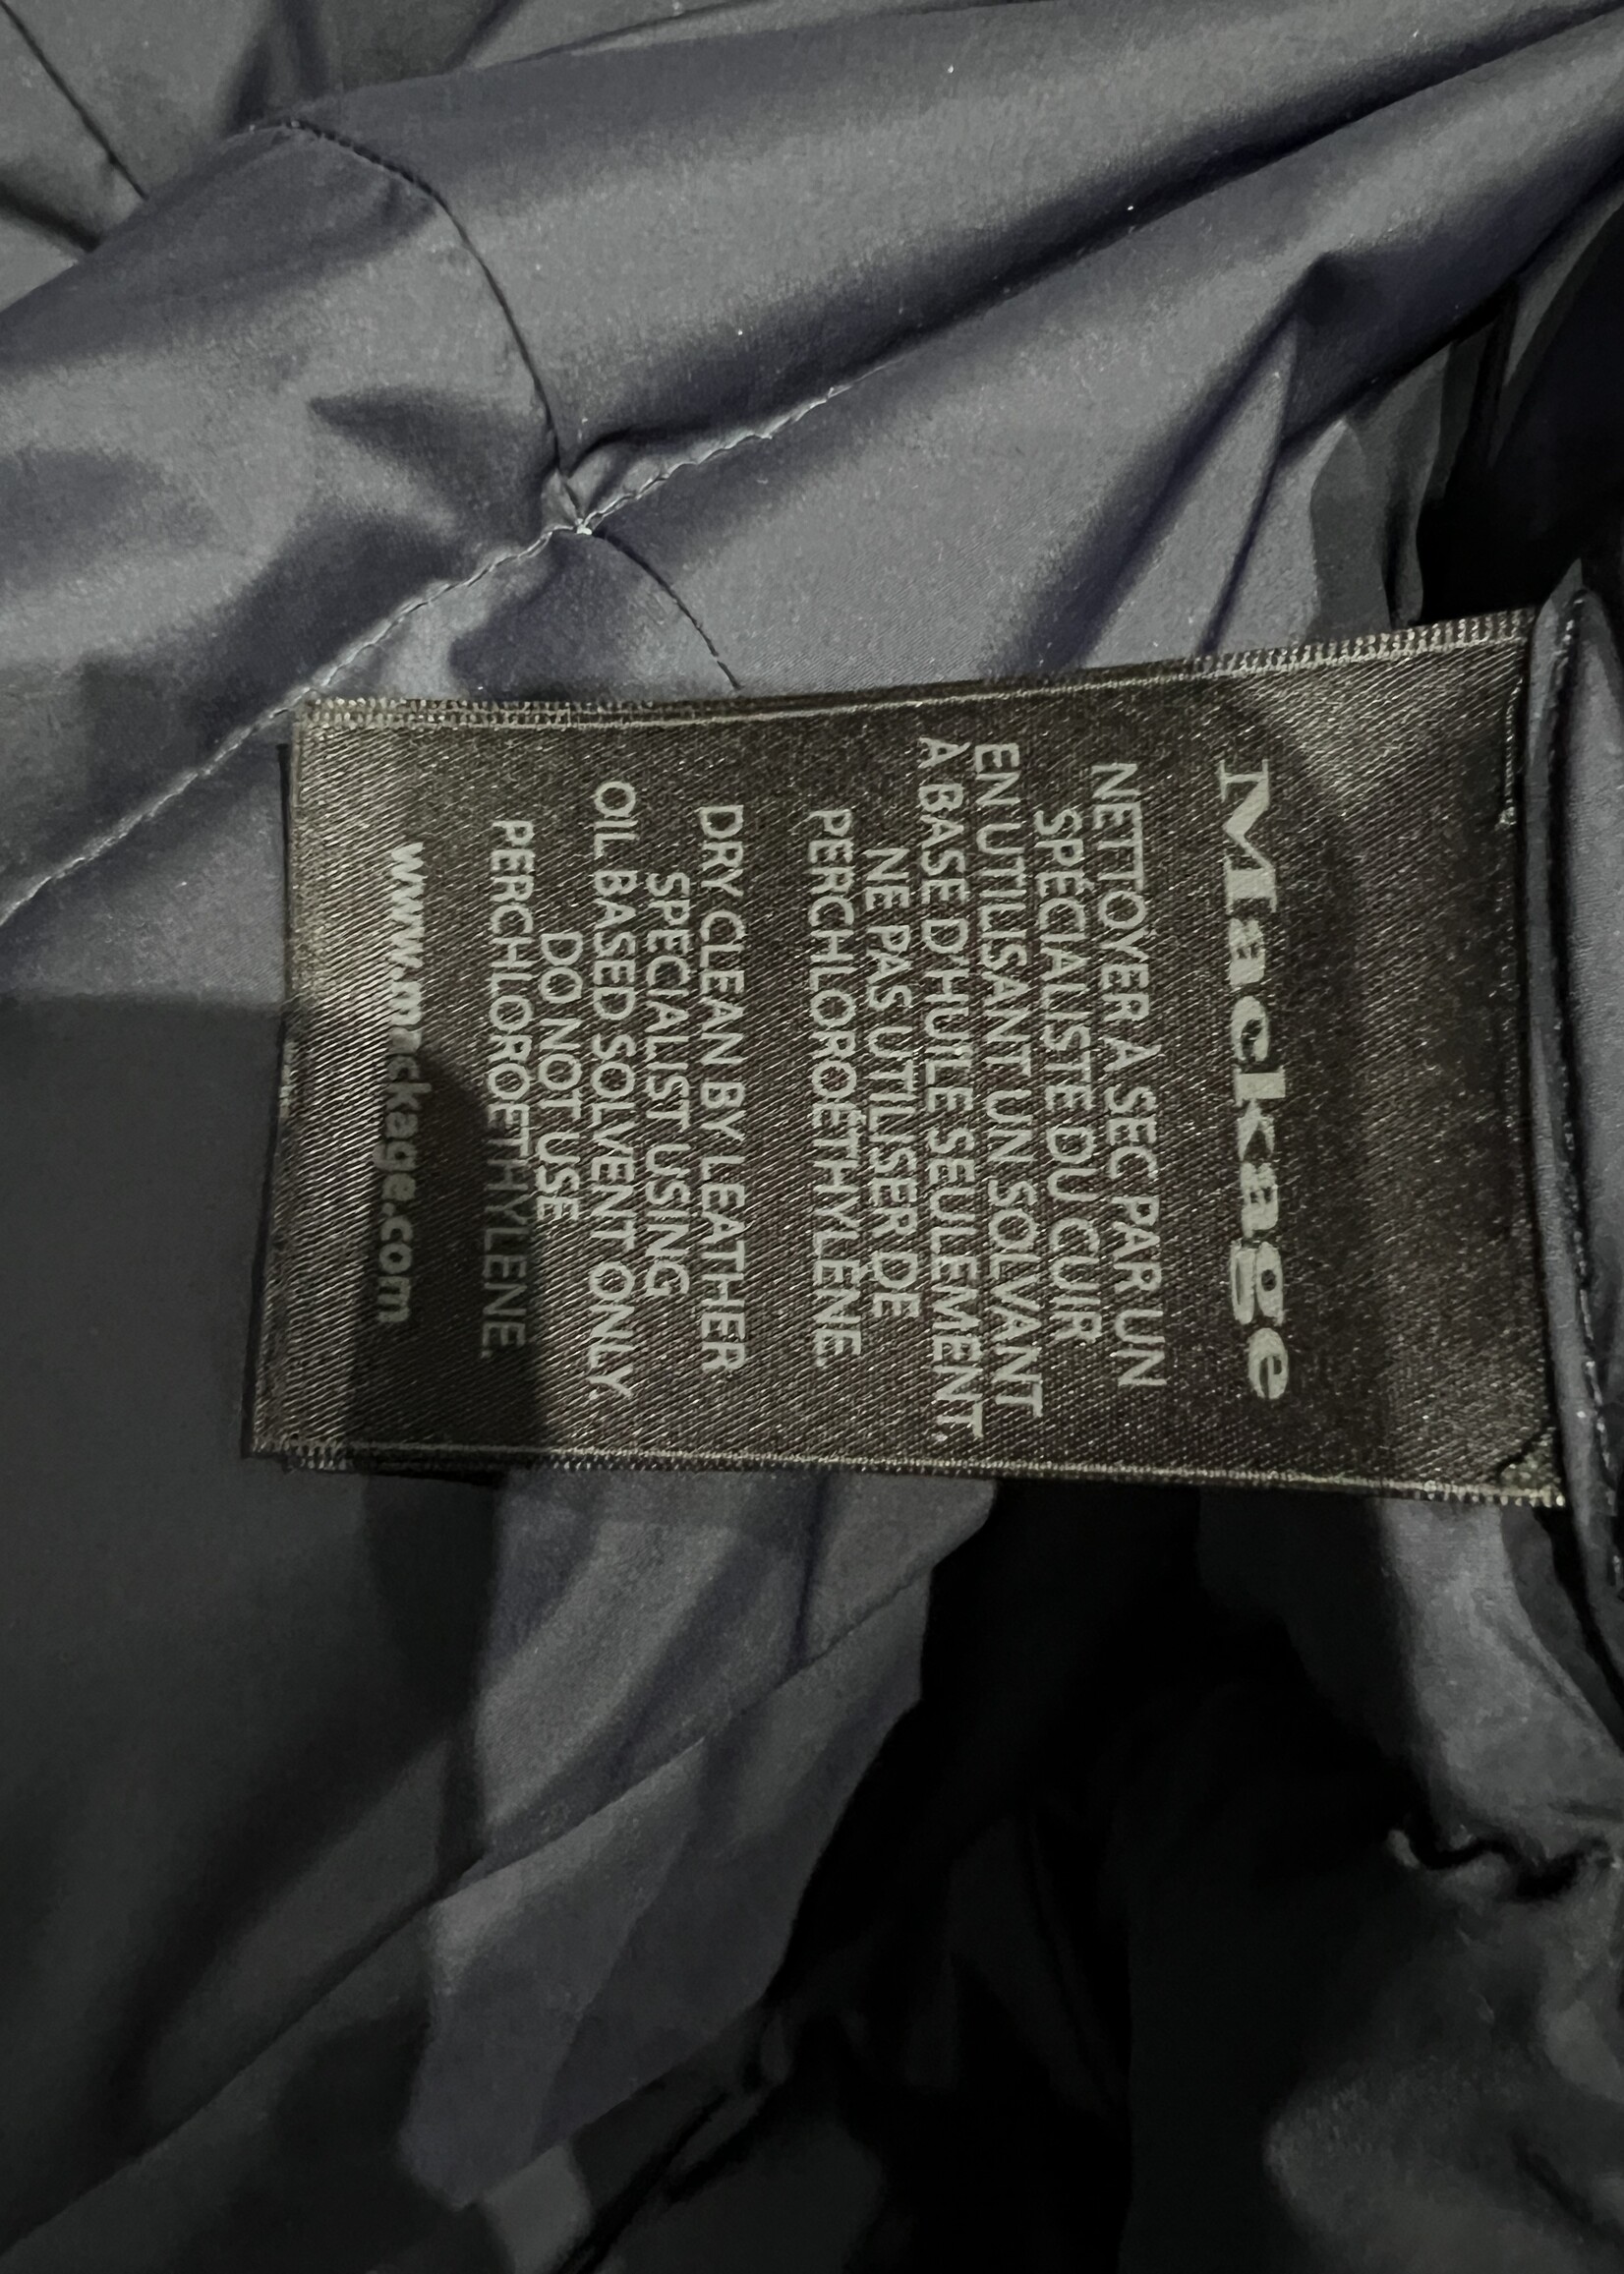 Mackage
NETTOYER A SEC PAR UN
SPÉCIALISTE DU CUIR
EN UTILISANT UN SOLVANT
À BASE D'HUILE SEULEMENT,
NE PAS UTILISER DE
PERCHLOROÉTHYLÈNE.
DRY CLEAN BY LEATHER
SPECIALIST USING
OIL BASED SOLVENT ONLY.
DO NOT USE
PERCHLOROETHYLENE.
www.mackage.com